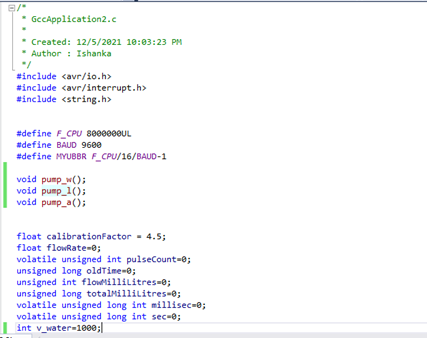 /*
 * GccApplication2.c
 *
 * Created: 12/5/2021 10:03:23 PM
 * Author : Ishanka
 */
#include <avr/io.h>
#include <avr/interrupt.h>
#include <string.h>
#define F_CPU 8000000UL
#define BAUD 9600
#define MYUBBR F_CPU/16/BAUD-1
void pump_w();
void pump_l();
void pump_a();
float calibrationFactor = 4.5;
float flowRate=0;
volatile unsigned int pulseCount=0;
unsigned long oldTime=0;
unsigned int flowMilliLitres=0;
unsigned long totalMilliLitres=0;
volatile unsigned long int millisec=0;
volatile unsigned long int sec=0;
int v_water=1000;